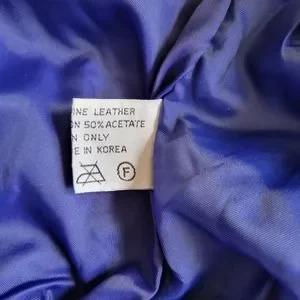 INE LEATHER
ON 50% ACETATE
N ONLY
E IN KOREA
F